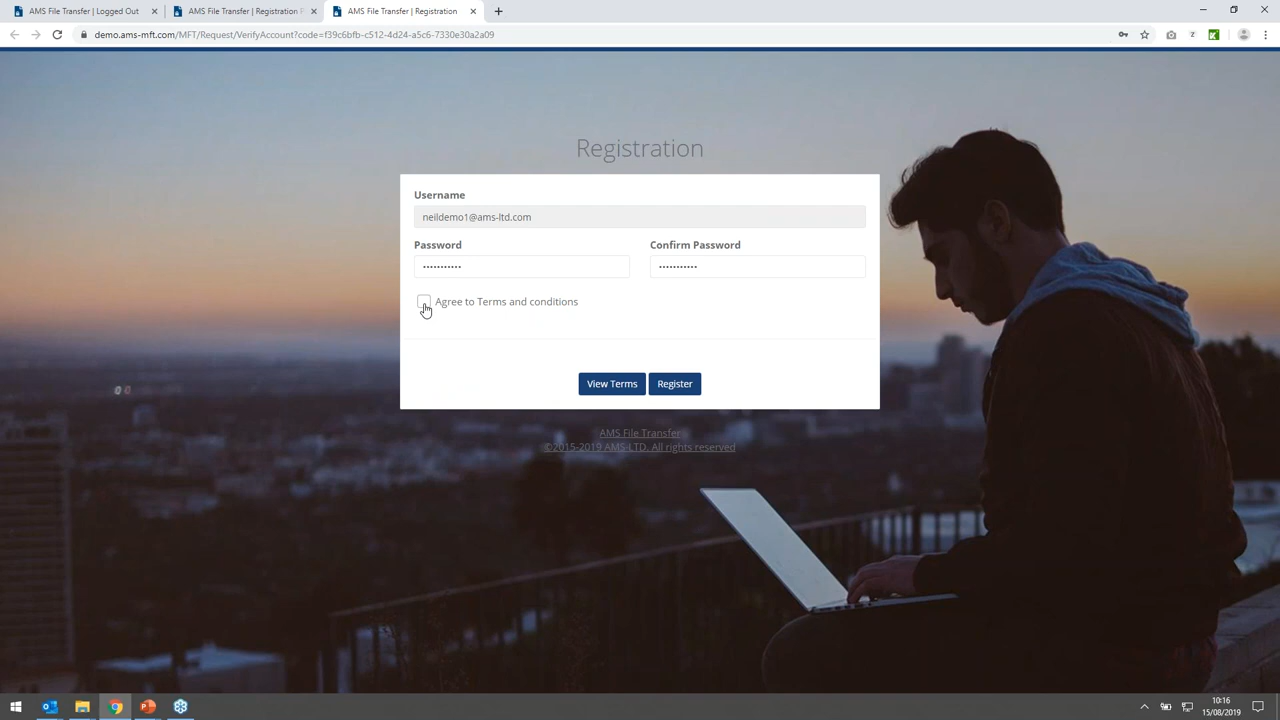 AMS File Transfer | Logged Out
AMS File Transfer | Registration
AMS File Transfer | Registration
demo.ams-mft.com/MFT/Request/VerifyAccount?code=f39c6bfb-c512-4d24-a5c6-7330e30a2a09
Registration
Username
neildemo1@ams-ltd.com
Password
Confirm Password
Agree to Terms and conditions
View Terms
Register
AMS File Transfer
©2015-2019 AMS-LTD. All rights reserved
10:16
15/08/2019